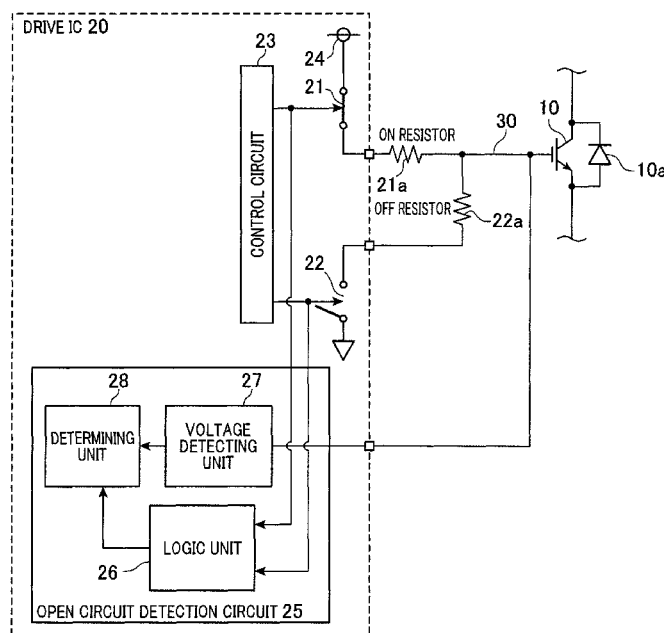 DRIVE IC 20
23
24
21
CONTROL CIRCUIT
ON RESISTOR
21a
30
10
10a
OFF RESISTOR
22a
22
28
27
DETERMINING
UNIT
VOLTAGE
DETECTING
UNIT
LOGIC UNIT
26
OPEN CIRCUIT DETECTION CIRCUIT 25